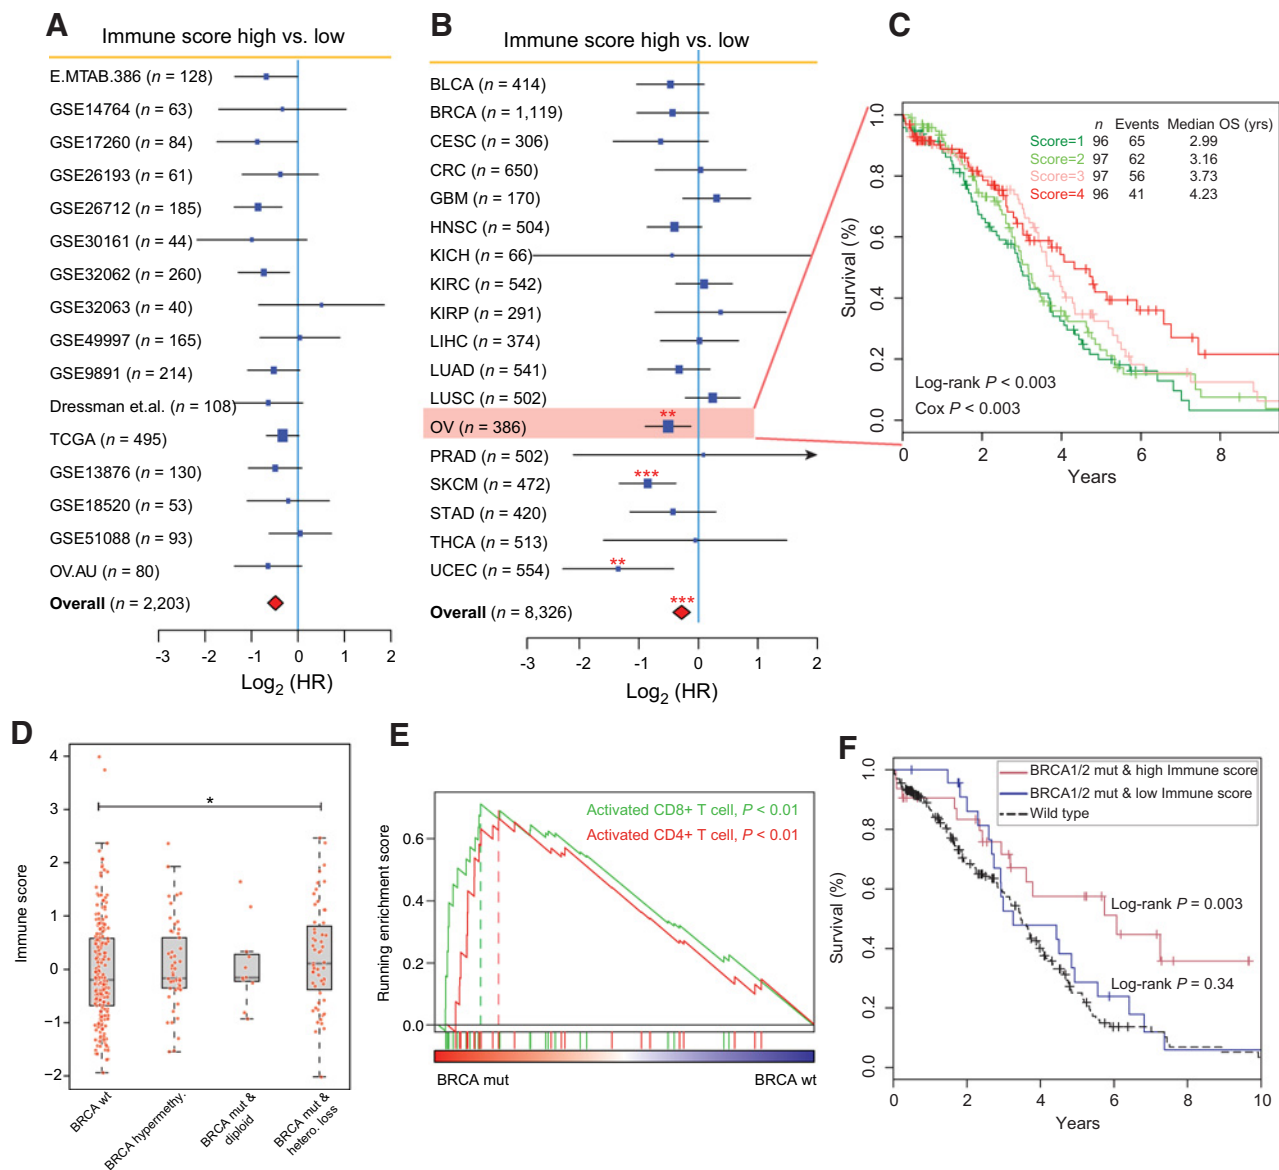 A
Immune score high vs. low
E.MTAB.386 (n = 128)
GSE14764 (n = 63)
GSE17260 (n = 84)
GSE26193 (n = 61)
GSE26712 (n = 185)
GSE30161 (n = 44)
GSE32062 (n = 260)
GSE32063 (n = 40)
GSE49997 (n = 165)
GSE9891 (n = 214)
Dressman et.al. (n = 108)
TCGA (n = 495)
GSE13876 (n = 130)
GSE18520 (n = 53)
GSE51088 (n = 93)
OV.AU (n = 80)
Overall (n = 2,203)
-3 -2 -1 0 1 2
Log2 (HR)
B
Immune score high vs. low
BLCA (n = 414)
BRCA (n = 1,119)
CESC (n = 306)
CRC (n = 650)
GBM (n = 170)
HNSC (n = 504)
KICH (n = 66)
KIRC (n = 542)
KIRP (n = 291)
LIHC (n = 374)
LUAD (n = 541)
LUSC (n = 502)
**
OV (n = 386)
PRAD (n = 502)
***
SKCM (n = 472)
STAD (n = 420)
THCA (n = 513)
**
UCEC (n = 554)
***
Overall (n = 8,326)
-3 -2 -1 0 1 2
Log2 (HR)
C
n Events Median OS (yrs)
Score=1 96 65 2.99
Score=2 97 62 3.16
Score=3 97 56 3.73
Score=4 96 41 4.23
Survival (%)
1.0
0.8
0.6
0.4
0.2
0.0
Log-rank P < 0.003
Cox P < 0.003
0 2 4 6 8
Years
D
Immune score
4
3
2
1
0
−1
−2
*
BRCA wt
BRCA hypermethy.
BRCA mut &
diploid
BRCA mut &
hetero. loss
E
Running enrichment score
0.6
0.4
0.2
0.0
Activated CD8+ T cell, P < 0.01
Activated CD4+ T cell, P < 0.01
BRCA mut
BRCA wt
F
Survival (%)
1.0
0.8
0.6
0.4
0.2
0.0
BRCA1/2 mut & high Immune score
BRCA1/2 mut & low Immune score
Wild type
Log-rank P = 0.003
Log-rank P = 0.34
0 2 4 6 8 10
Years